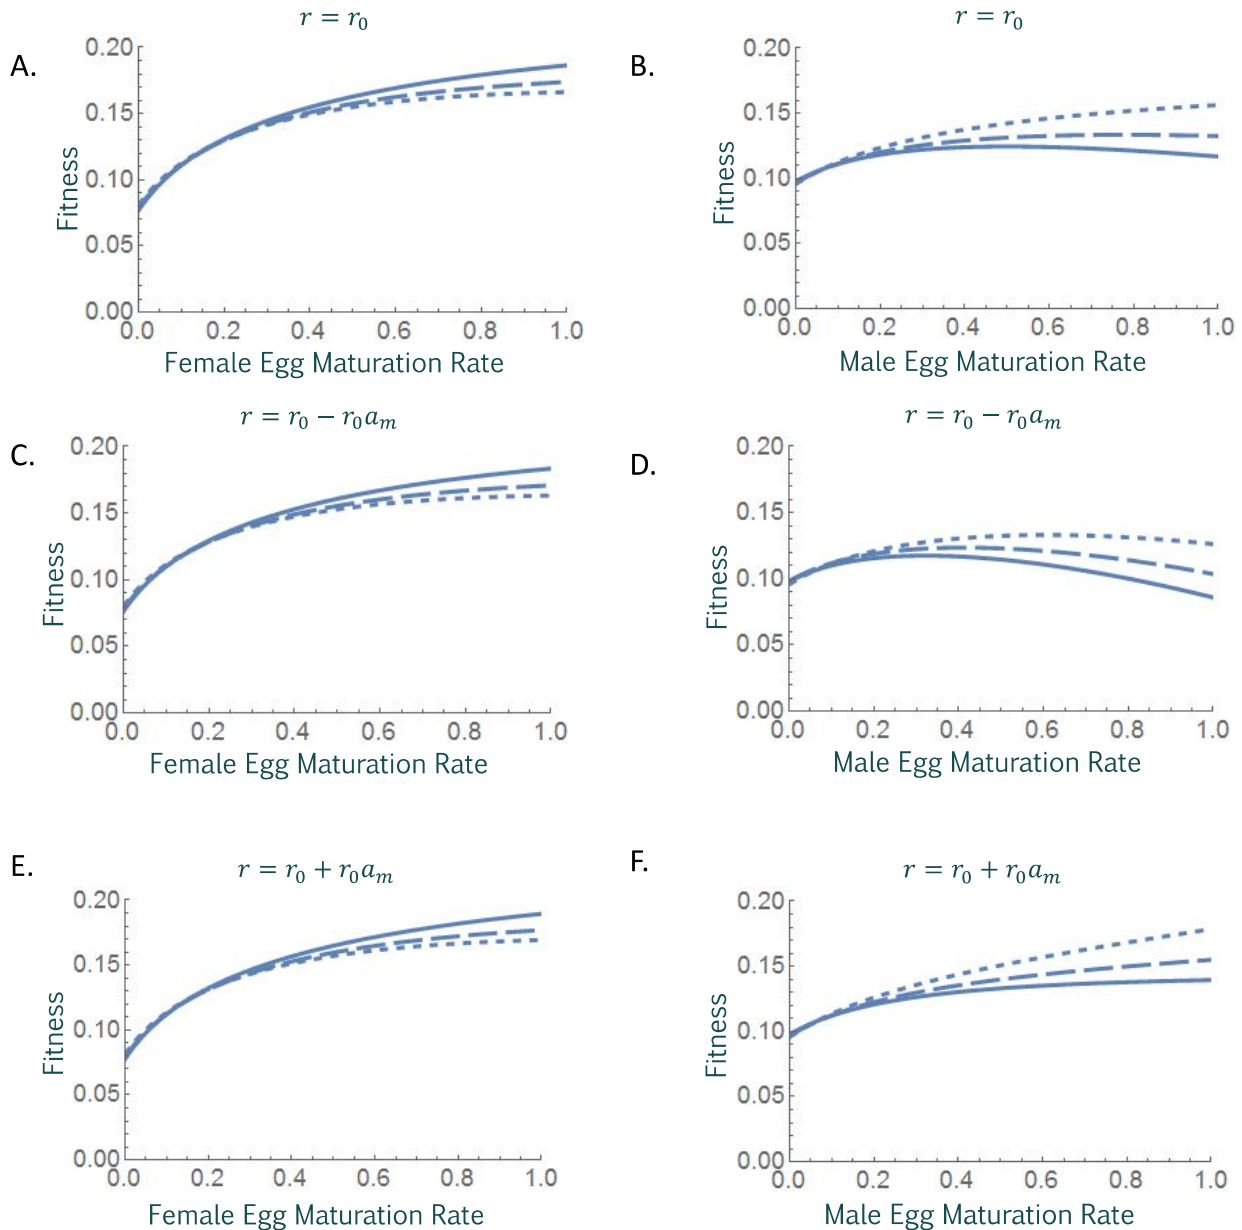 r = r₀
A.
0.20
0.15
0.10
0.05
0.00
Fitness
0.0 0.2 0.4 0.6 0.8 1.0
Female Egg Maturation Rate
r = r₀
B.
0.20
0.15
0.10
0.05
0.00
Fitness
0.0 0.2 0.4 0.6 0.8 1.0
Male Egg Maturation Rate
r = r₀ − r₀aₘ
C.
0.20
0.15
0.10
0.05
0.00
Fitness
0.0 0.2 0.4 0.6 0.8 1.0
Female Egg Maturation Rate
r = r₀ − r₀aₘ
D.
0.20
0.15
0.10
0.05
0.00
Fitness
0.0 0.2 0.4 0.6 0.8 1.0
Male Egg Maturation Rate
r = r₀ + r₀aₘ
E.
0.20
0.15
0.10
0.05
0.00
Fitness
0.0 0.2 0.4 0.6 0.8 1.0
Female Egg Maturation Rate
r = r₀ + r₀aₘ
F.
0.20
0.15
0.10
0.05
0.00
Fitness
0.0 0.2 0.4 0.6 0.8 1.0
Male Egg Maturation Rate